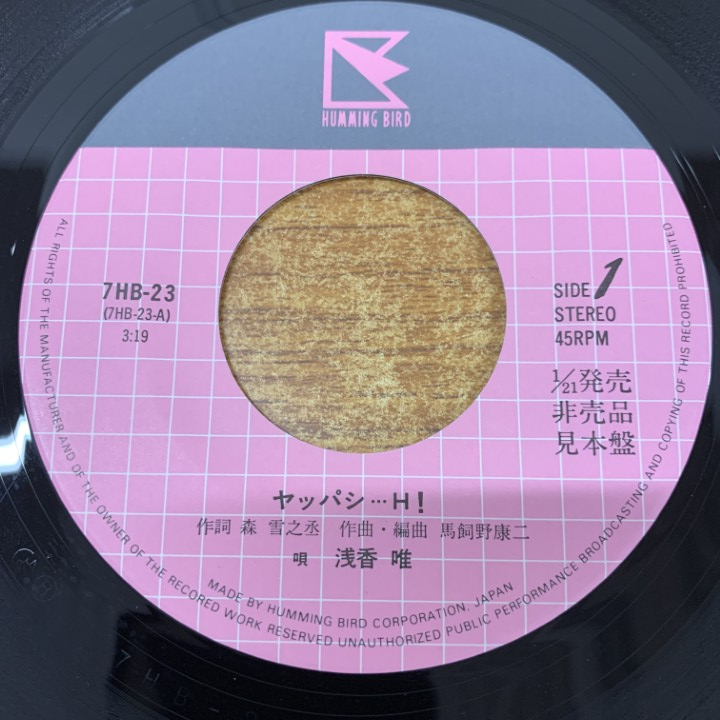 HUMMING BIRD
7HB-23
(7HB-23-A)
3:19
SIDE 1
STEREO
45RPM
1/21発売
非売品
見本盤
ヤッパシ…H!
作詞 森 雪之丞 作曲・編曲 馬飼野康二
唄 浅香 唯
MADE BY HUMMING BIRD CORPORATION, JAPAN
ALL RIGHTS OF THE MANUFACTURER AND OF THE OWNER OF THE RECORED WORK RESERVED UNAUTHORIZED PUBLIC PERFORMANCE BROADCASTING AND COPYING OF THIS RECORD PROHIBITED
7HB-